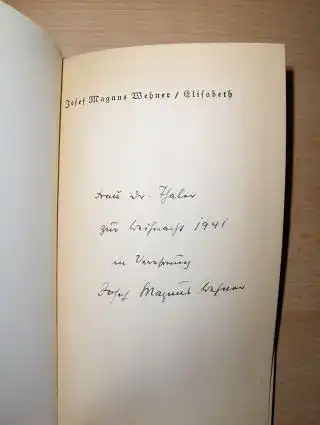 Josef Magnus Wehner / Elisabeth
Frau Dr. Thaler
zur Weihnacht 1941
in Verehrung
Josef Magnus Wehner